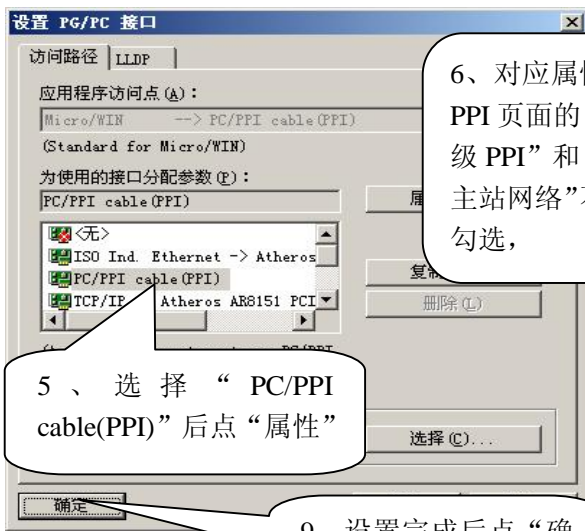 设置 PG/PC 接口
访问路径 LLDP
应用程序访问点(A):
Micro/WIN --> PC/PPI cable(PPI)
(Standard for Micro/WIN)
为使用的接口分配参数(P):
PC/PPI cable(PPI)
<无>
ISO Ind. Ethernet -> Atheros
PC/PPI cable(PPI)
TCP/IP Atheros AR8151 PCI
复制
删除(L)
选择(C)...
确定
5、选择“PC/PPI
cable(PPI)”后点“属性”
6、对应属
PPI 页面的
级 PPI”和
主站网络”
勾选,
9、设置完成后点“确